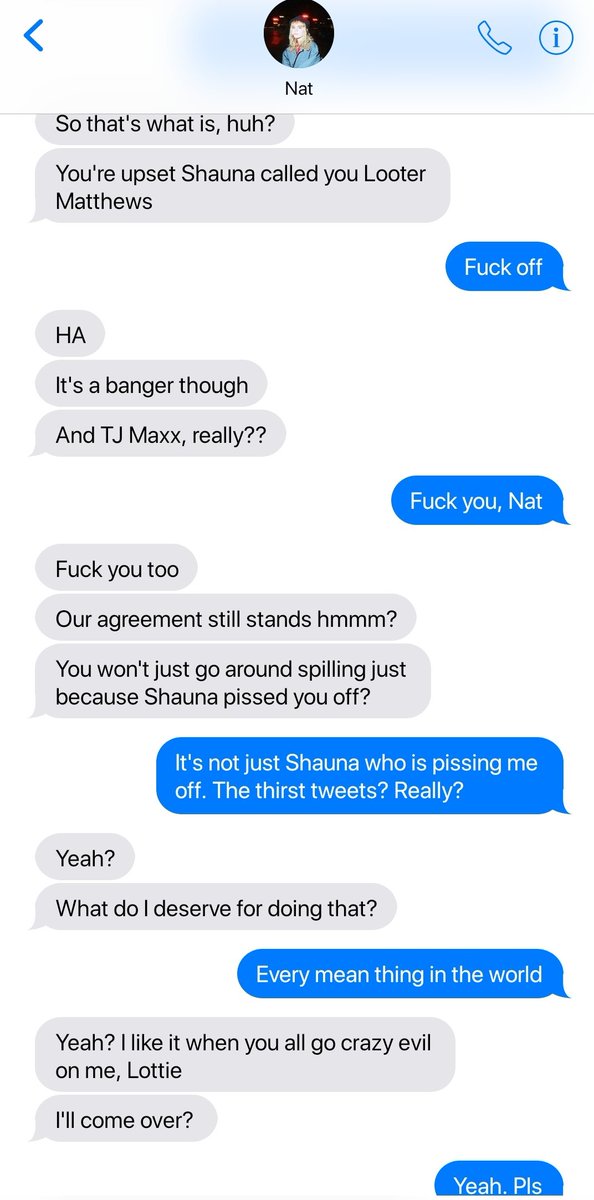 Nat
So that's what is, huh?
You're upset Shauna called you Looter
Matthews
Fuck off
HA
It's a banger though
And TJ Maxx, really??
Fuck you, Nat
Fuck you too
Our agreement still stands hmmm?
You won't just go around spilling just
because Shauna pissed you off?
It's not just Shauna who is pissing me
off. The thirst tweets? Really?
Yeah?
What do I deserve for doing that?
Every mean thing in the world
Yeah? I like it when you all go crazy evil
on me, Lottie
I'll come over?
Yeah. Pls